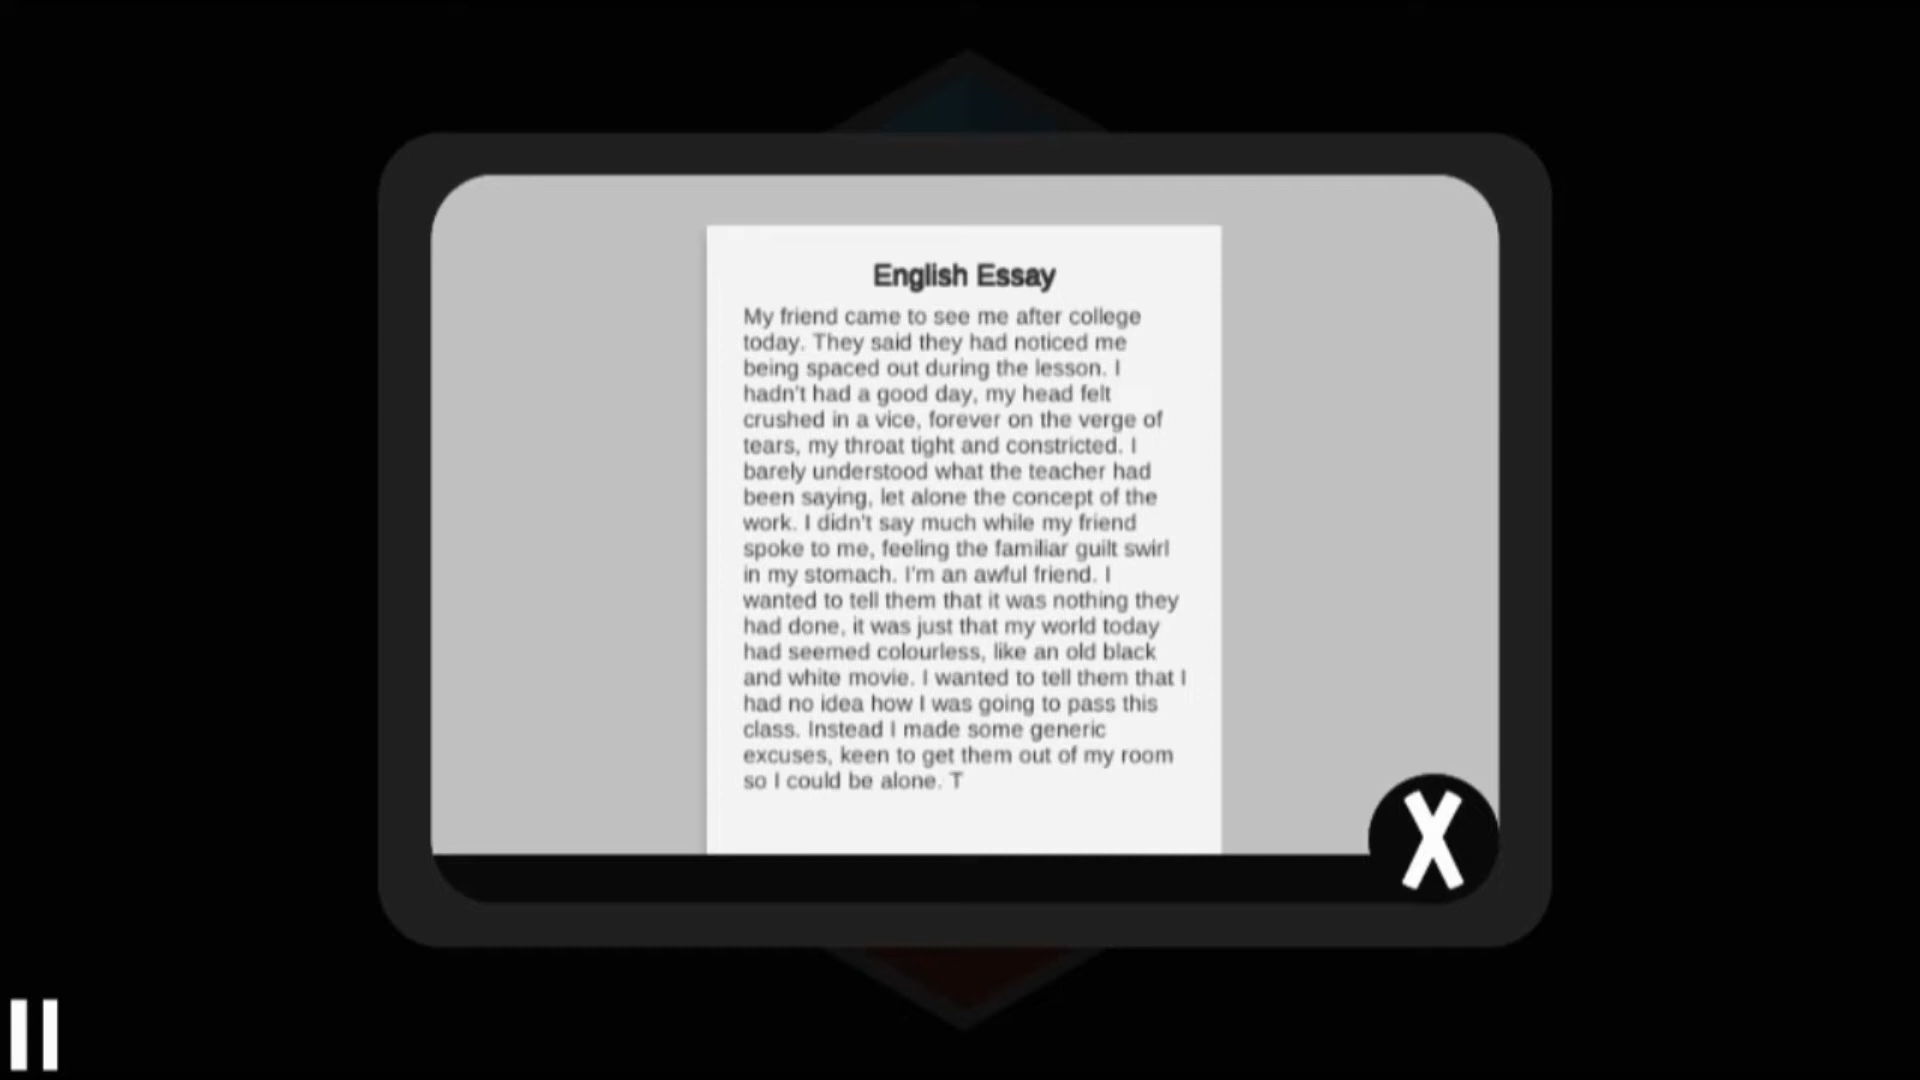 English Essay
My friend came to see me after college
today. They said they had noticed me
being spaced out during the lesson. I
hadn't had a good day, my head felt
crushed in a vice, forever on the verge of
tears, my throat tight and constricted. I
barely understood what the teacher had
been saying, let alone the concept of the
work. I didn't say much while my friend
spoke to me, feeling the familiar guilt swirl
in my stomach. I'm an awful friend. I
wanted to tell them that it was nothing they
had done, it was just that my world today
had seemed colourless, like an old black
and white movie. I wanted to tell them that I
had no idea how I was going to pass this
class. Instead I made some generic
excuses, keen to get them out of my room
so I could be alone. T
X